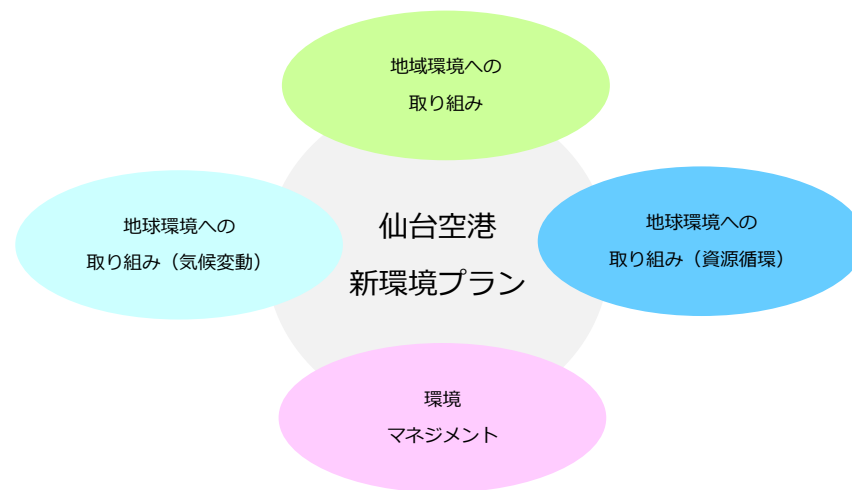 地域環境への
取り組み
地球環境への
取り組み（気候変動）
仙台空港
新環境プラン
地球環境への
取り組み（資源循環）
環境
マネジメント